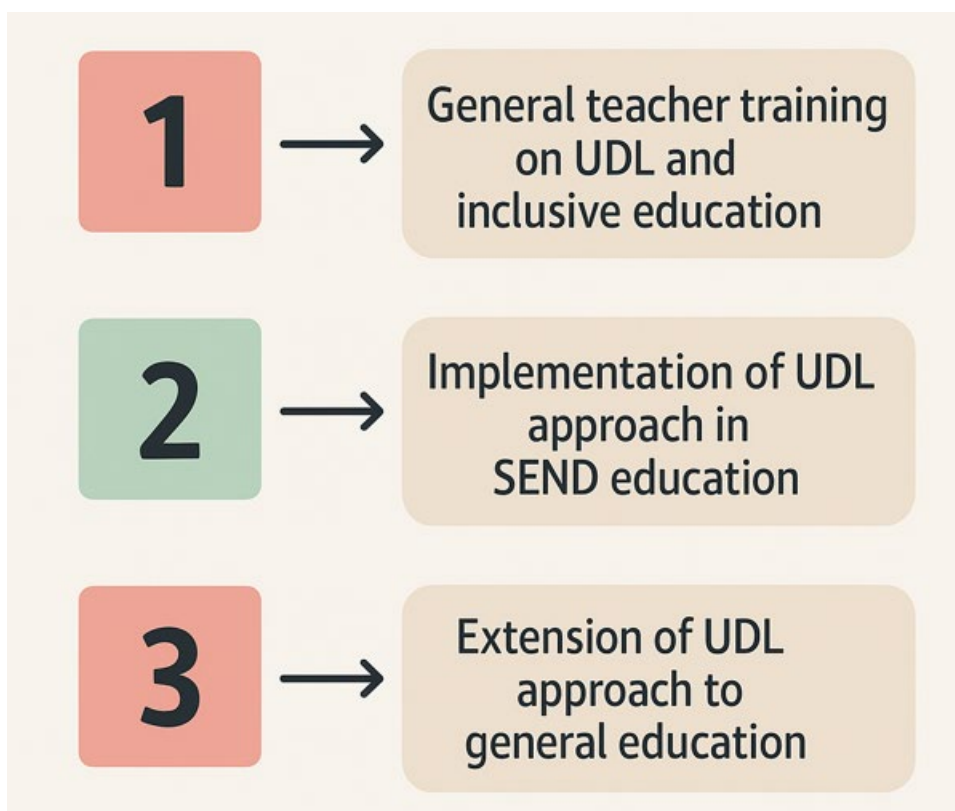 1
General teacher training
on UDL and
inclusive education
2
Implementation of UDL
approach in
SEND education
3
Extension of UDL
approach to
general education